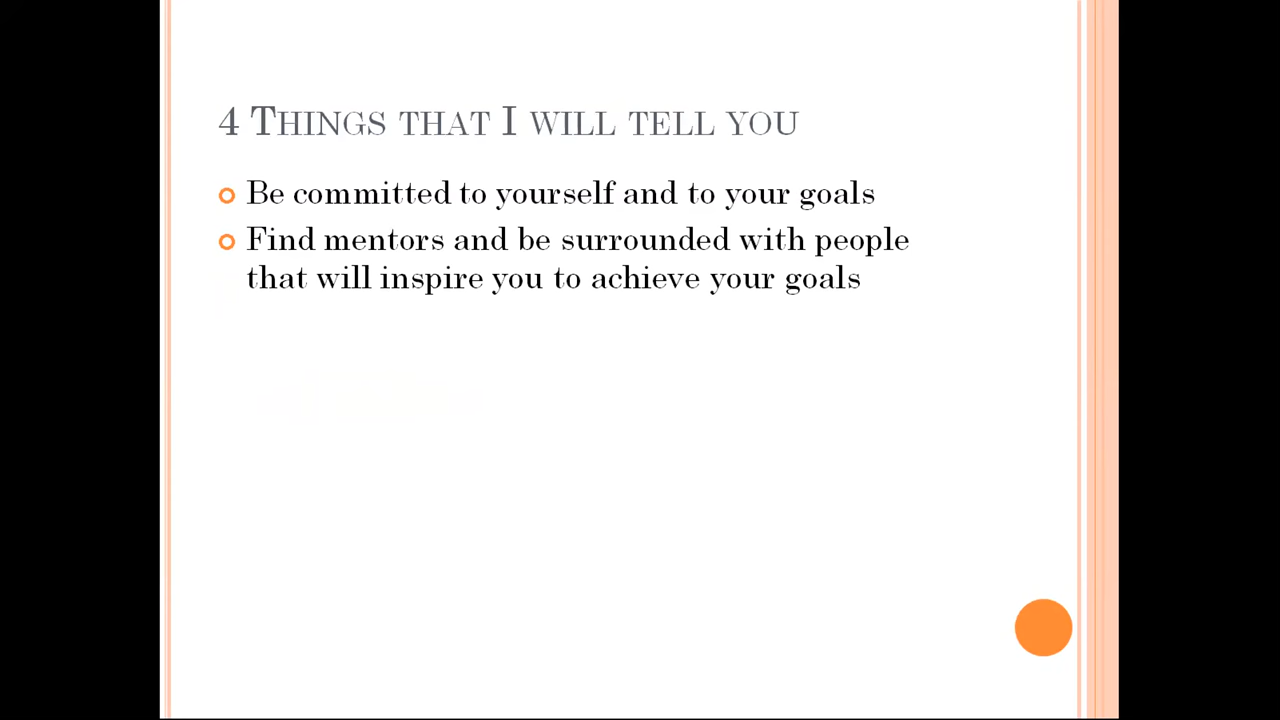 4 Things that I will tell you
Be committed to yourself and to your goals
Find mentors and be surrounded with people
that will inspire you to achieve your goals